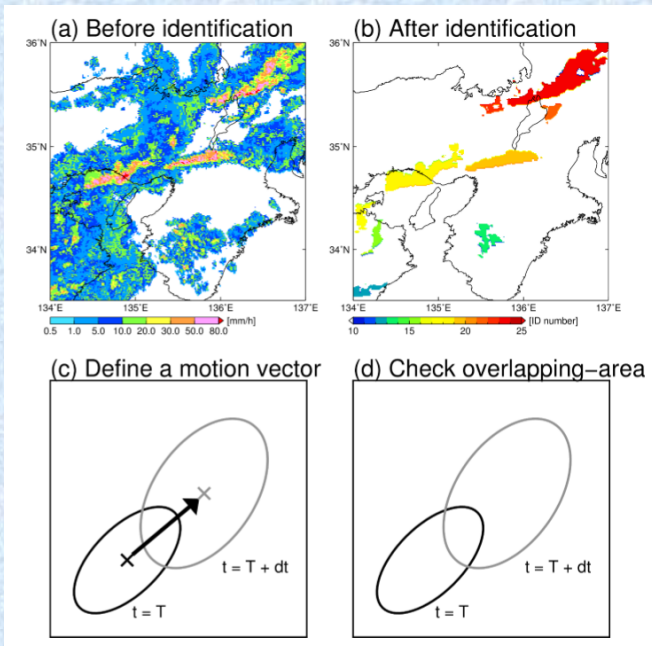 (a) Before identification
(b) After identification
36˚N
35˚N
34˚N
134˚E 135˚E 136˚E 137˚E
[mm/h]
0.5 1.0 5.0 10.0 20.0 30.0 50.0 80.0
36˚N
35˚N
34˚N
134˚E 135˚E 136˚E 137˚E
[ID number]
10 15 20 25
(c) Define a motion vector
(d) Check overlapping−area
t = T + dt
t = T
t = T + dt
t = T